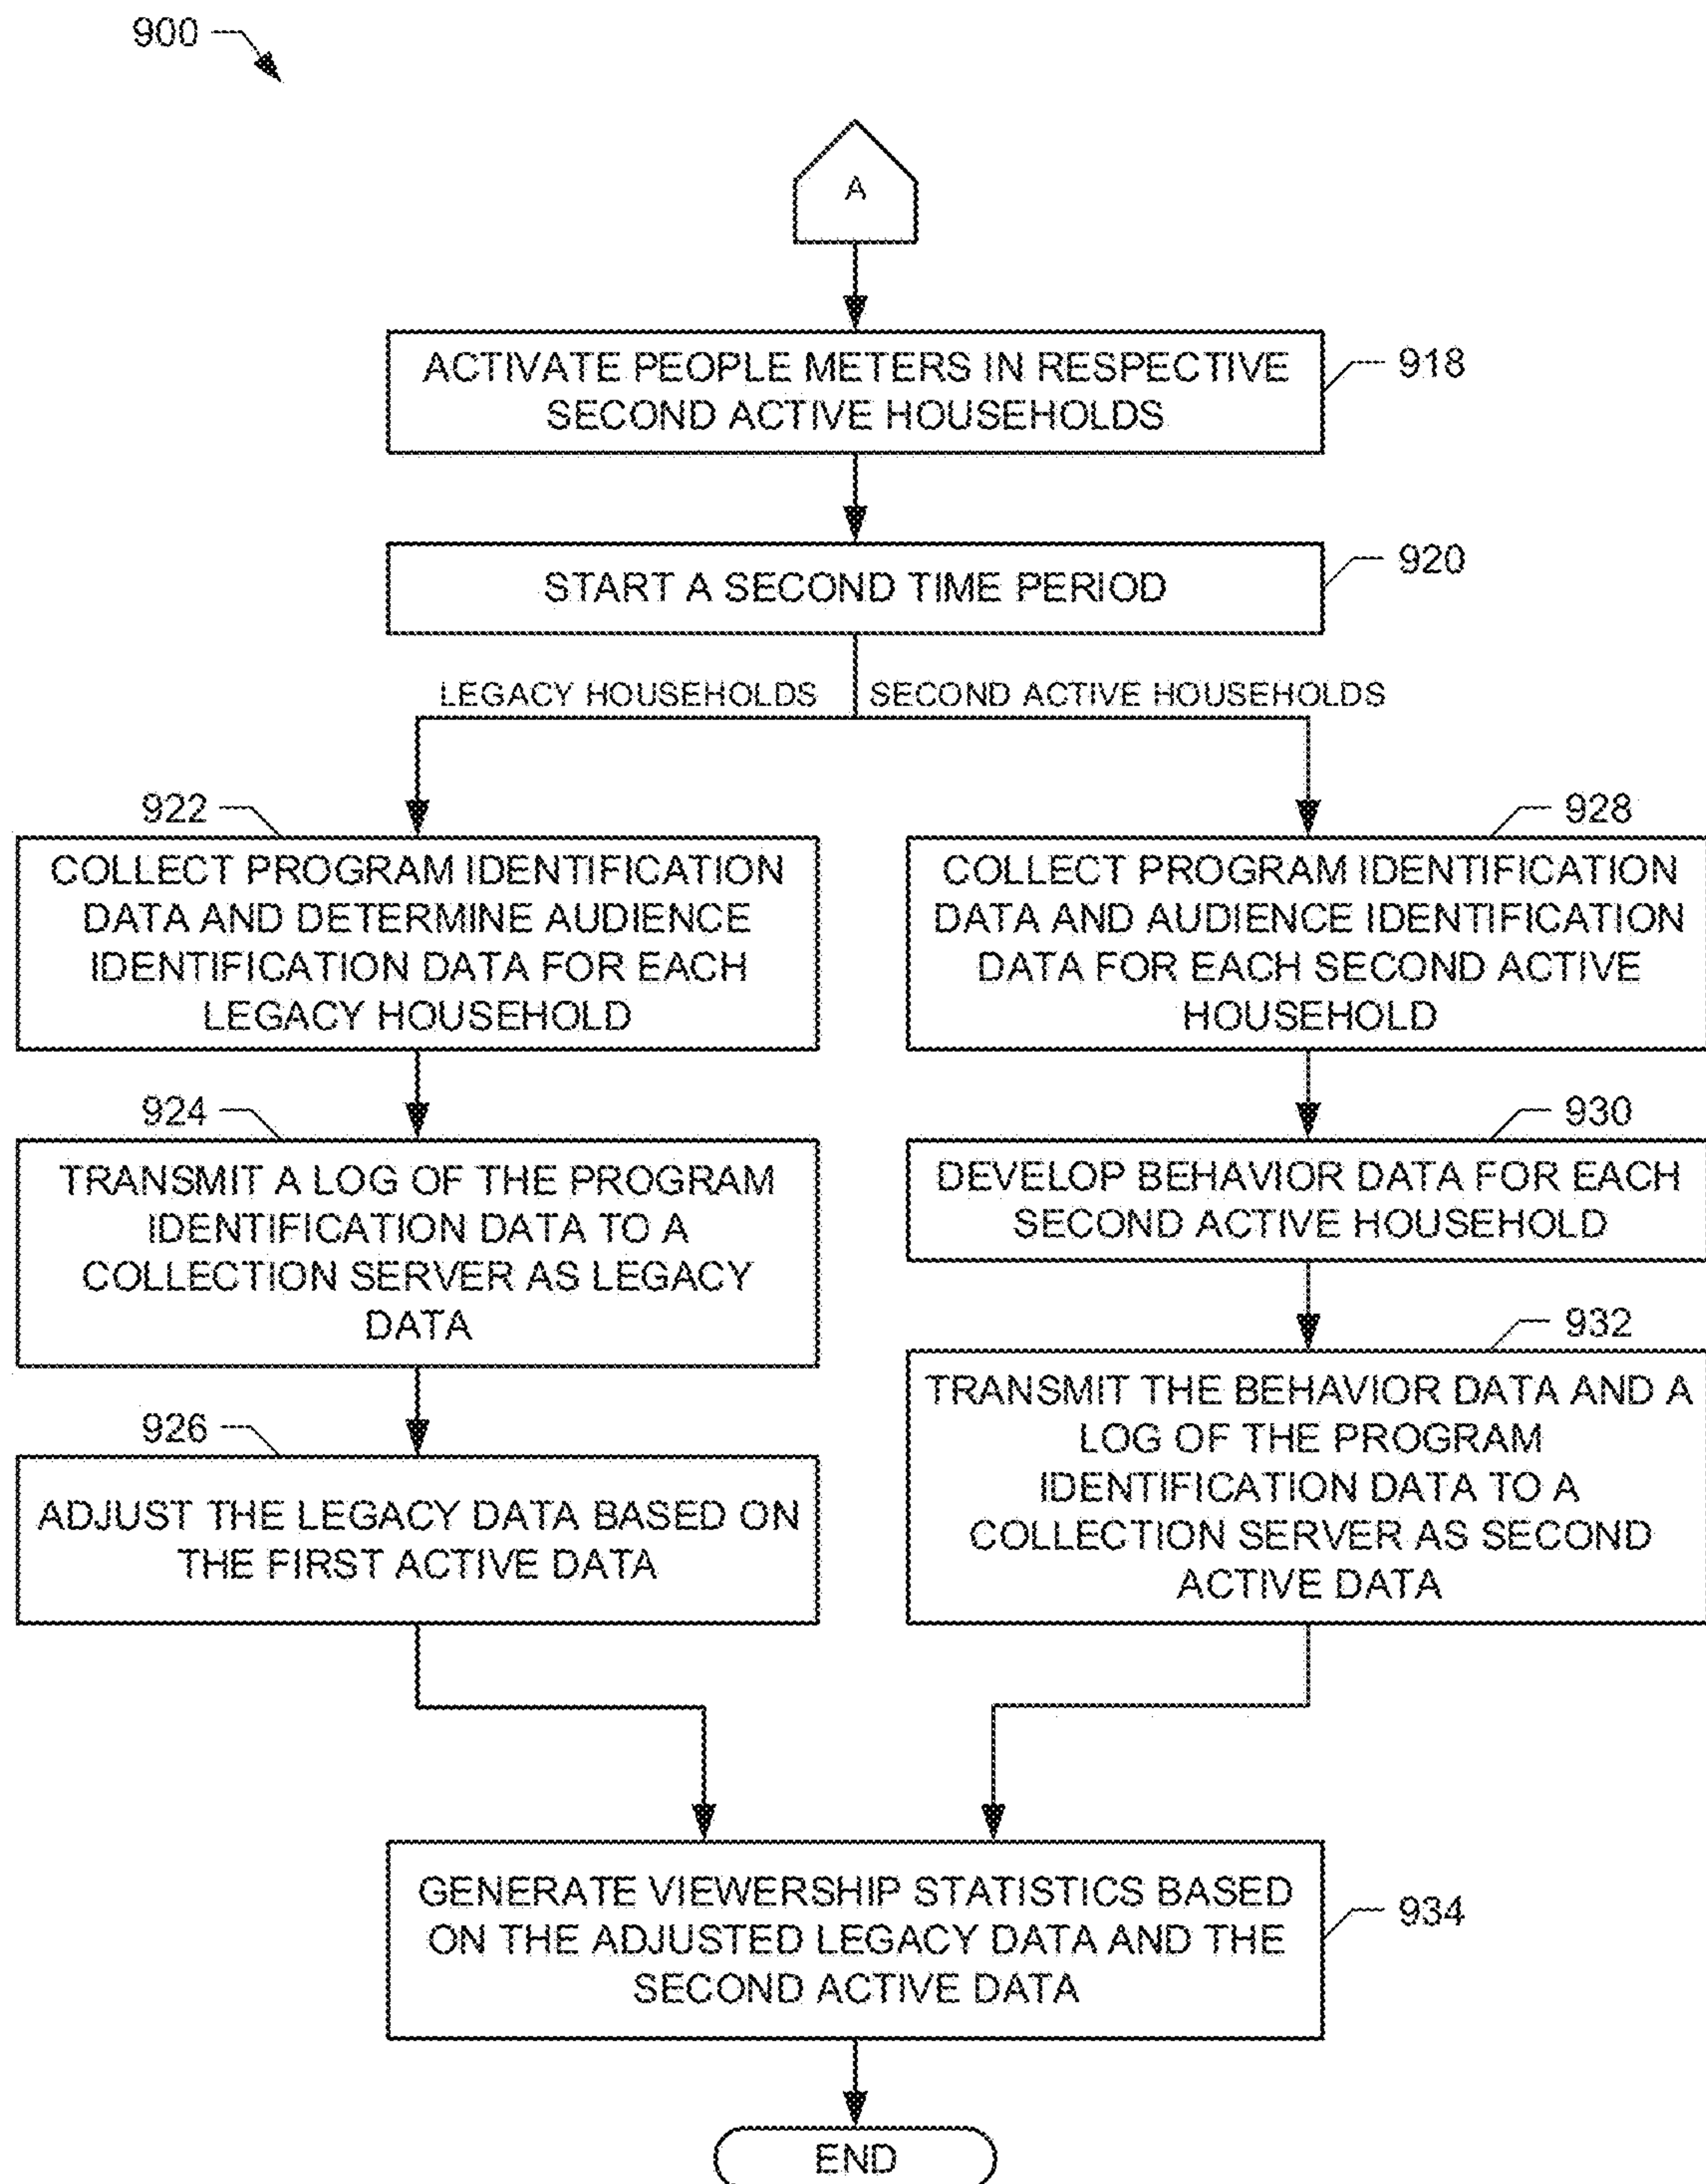 900
A
ACTIVATE PEOPLE METERS IN RESPECTIVE
SECOND ACTIVE HOUSEHOLDS
918
START A SECOND TIME PERIOD
920
LEGACY HOUSEHOLDS
SECOND ACTIVE HOUSEHOLDS
922
COLLECT PROGRAM IDENTIFICATION
DATA AND DETERMINE AUDIENCE
IDENTIFICATION DATA FOR EACH
LEGACY HOUSEHOLD
924
TRANSMIT A LOG OF THE PROGRAM
IDENTIFICATION DATA TO A
COLLECTION SERVER AS LEGACY
DATA
926
ADJUST THE LEGACY DATA BASED ON
THE FIRST ACTIVE DATA
928
COLLECT PROGRAM IDENTIFICATION
DATA AND AUDIENCE IDENTIFICATION
DATA FOR EACH SECOND ACTIVE
HOUSEHOLD
930
DEVELOP BEHAVIOR DATA FOR EACH
SECOND ACTIVE HOUSEHOLD
932
TRANSMIT THE BEHAVIOR DATA AND A
LOG OF THE PROGRAM
IDENTIFICATION DATA TO A
COLLECTION SERVER AS SECOND
ACTIVE DATA
GENERATE VIEWERSHIP STATISTICS BASED
ON THE ADJUSTED LEGACY DATA AND THE
SECOND ACTIVE DATA
934
END